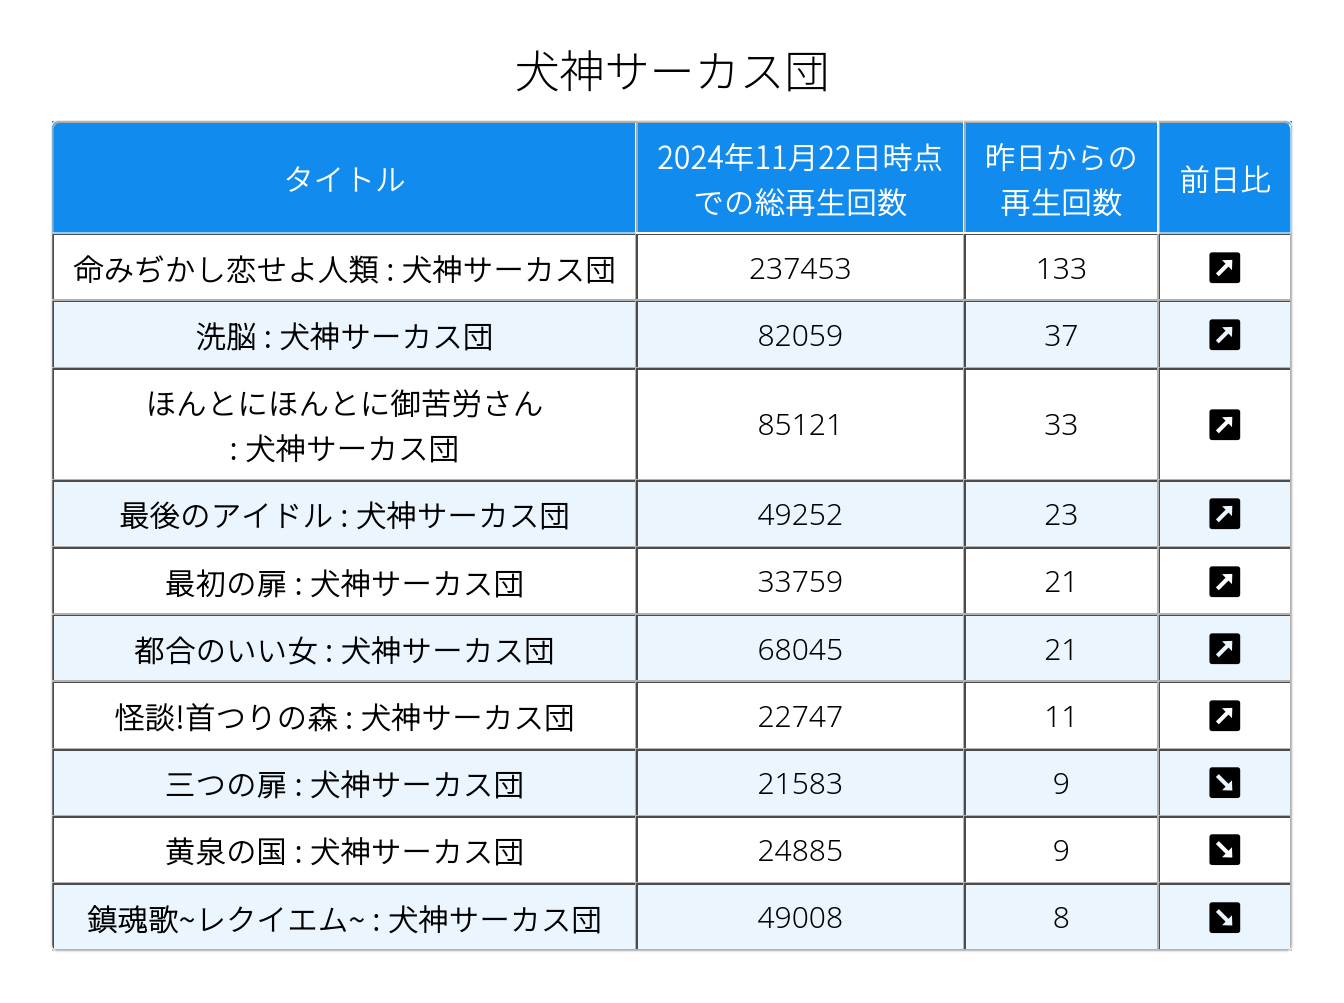 犬神サーカス団
タイトル
2024年11月22日時点
での総再生回数
昨日からの
再生回数
前日比
命みぢかし恋せよ人類 : 犬神サーカス団 237453 133 ↗
洗脳 : 犬神サーカス団 82059 37 ↗
ほんとにほんとに御苦労さん
: 犬神サーカス団 85121 33 ↗
最後のアイドル : 犬神サーカス団 49252 23 ↗
最初の扉 : 犬神サーカス団 33759 21 ↗
都合のいい女 : 犬神サーカス団 68045 21 ↗
怪談!首つりの森 : 犬神サーカス団 22747 11 ↗
三つの扉 : 犬神サーカス団 21583 9 ↘
黄泉の国 : 犬神サーカス団 24885 9 ↘
鎮魂歌~レクイエム~ : 犬神サーカス団 49008 8 ↘